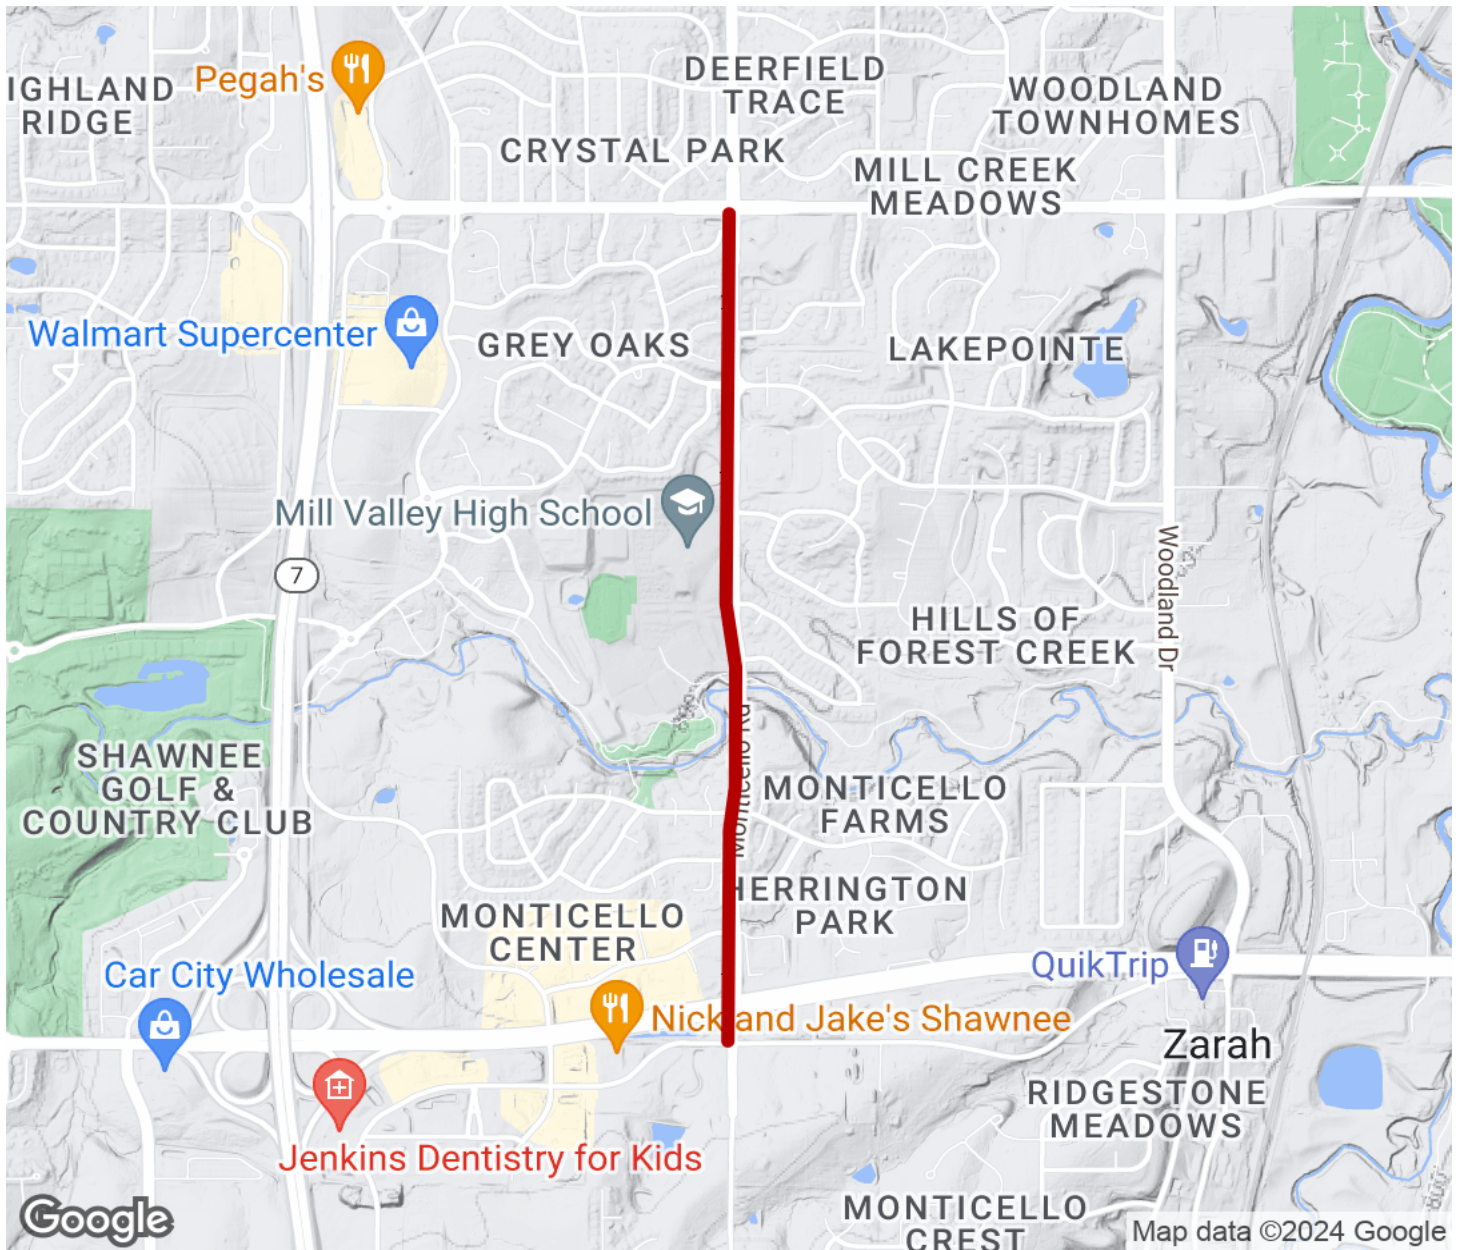 DEERFIELD
TRACE
IGHLAND
RIDGE
Pegah's
WOODLAND
TOWNHOMES
CRYSTAL PARK
MILL CREEK
MEADOWS
Walmart Supercenter
GREY OAKS
LAKEPOINTE
Mill Valley High School
7
Woodland Dr
HILLS OF
FOREST CREEK
Monticello Rd
SHAWNEE
GOLF &
COUNTRY CLUB
MONTICELLO
FARMS
HERRINGTON
PARK
MONTICELLO
CENTER
Car City Wholesale
QuikTrip
Nick and Jake's Shawnee
Zarah
RIDGESTONE
MEADOWS
Jenkins Dentistry for Kids
MONTICELLO
CREST
Google
Map data ©2024 Google